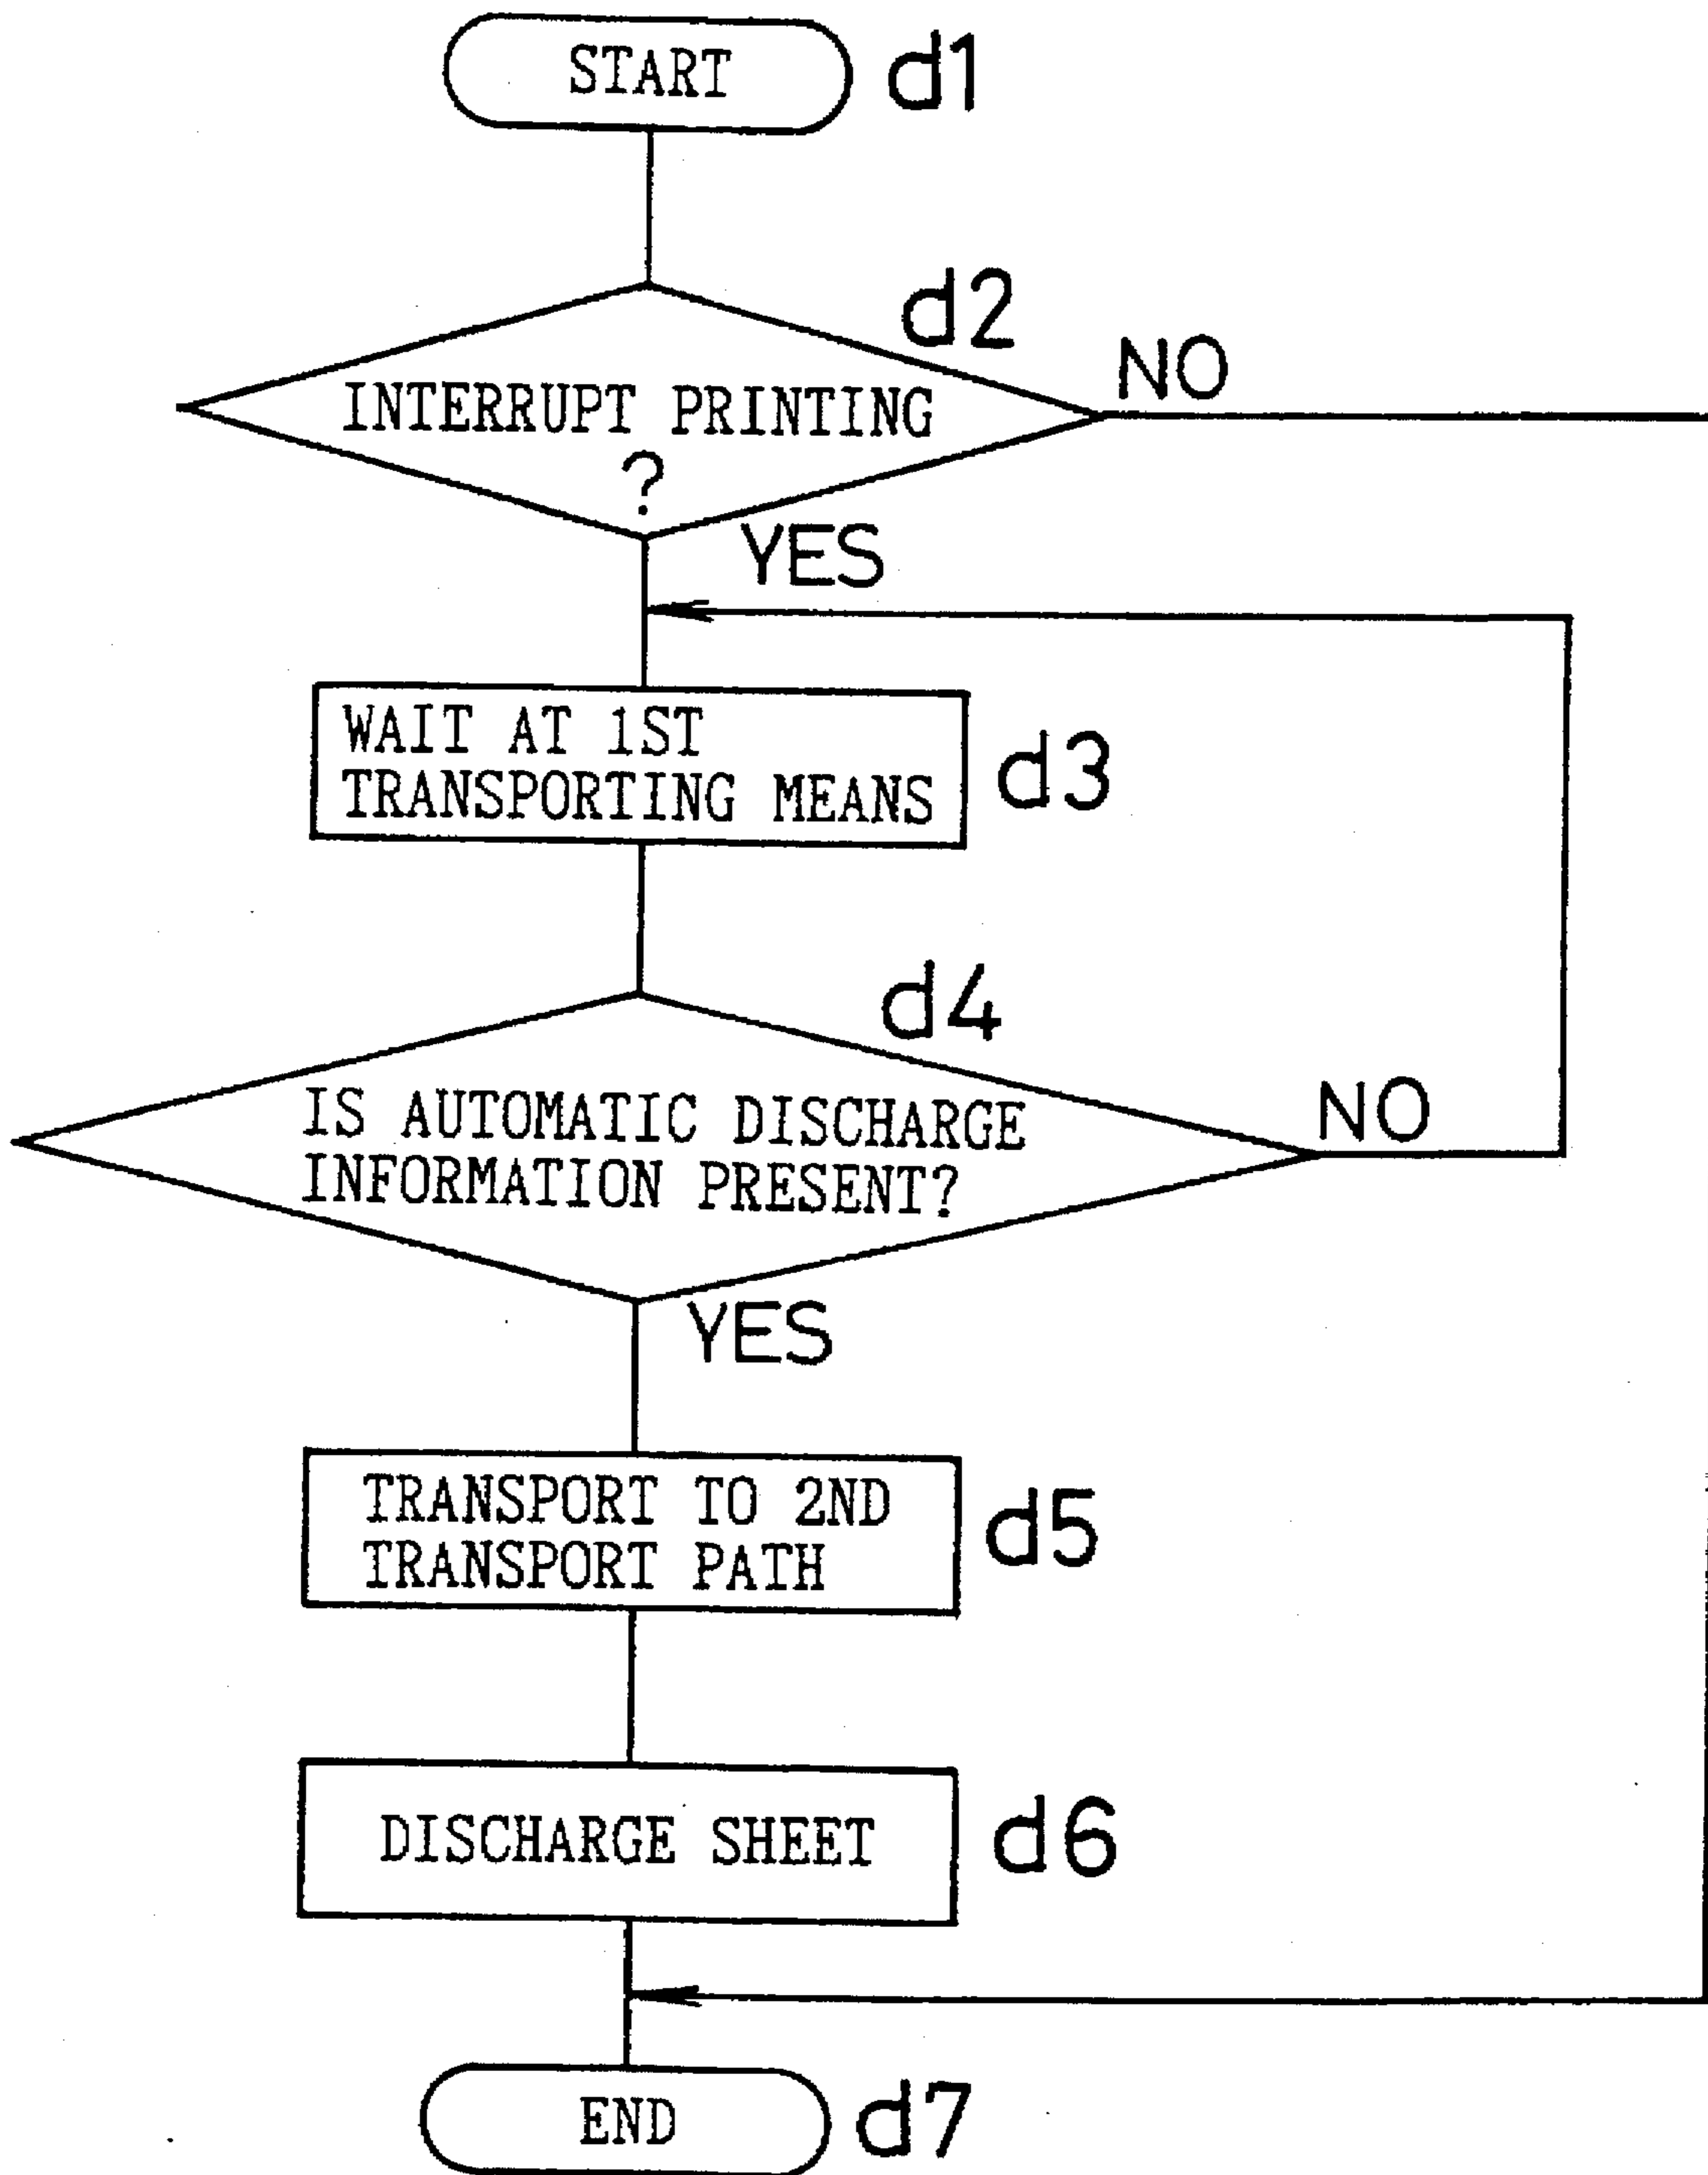 START
d1
d2
NO
INTERRUPT PRINTING
?
YES
WAIT AT 1ST
TRANSPORTING MEANS
d3
d4
IS AUTOMATIC DISCHARGE
INFORMATION PRESENT?
NO
YES
TRANSPORT TO 2ND
TRANSPORT PATH
d5
DISCHARGE SHEET
d6
END
d7